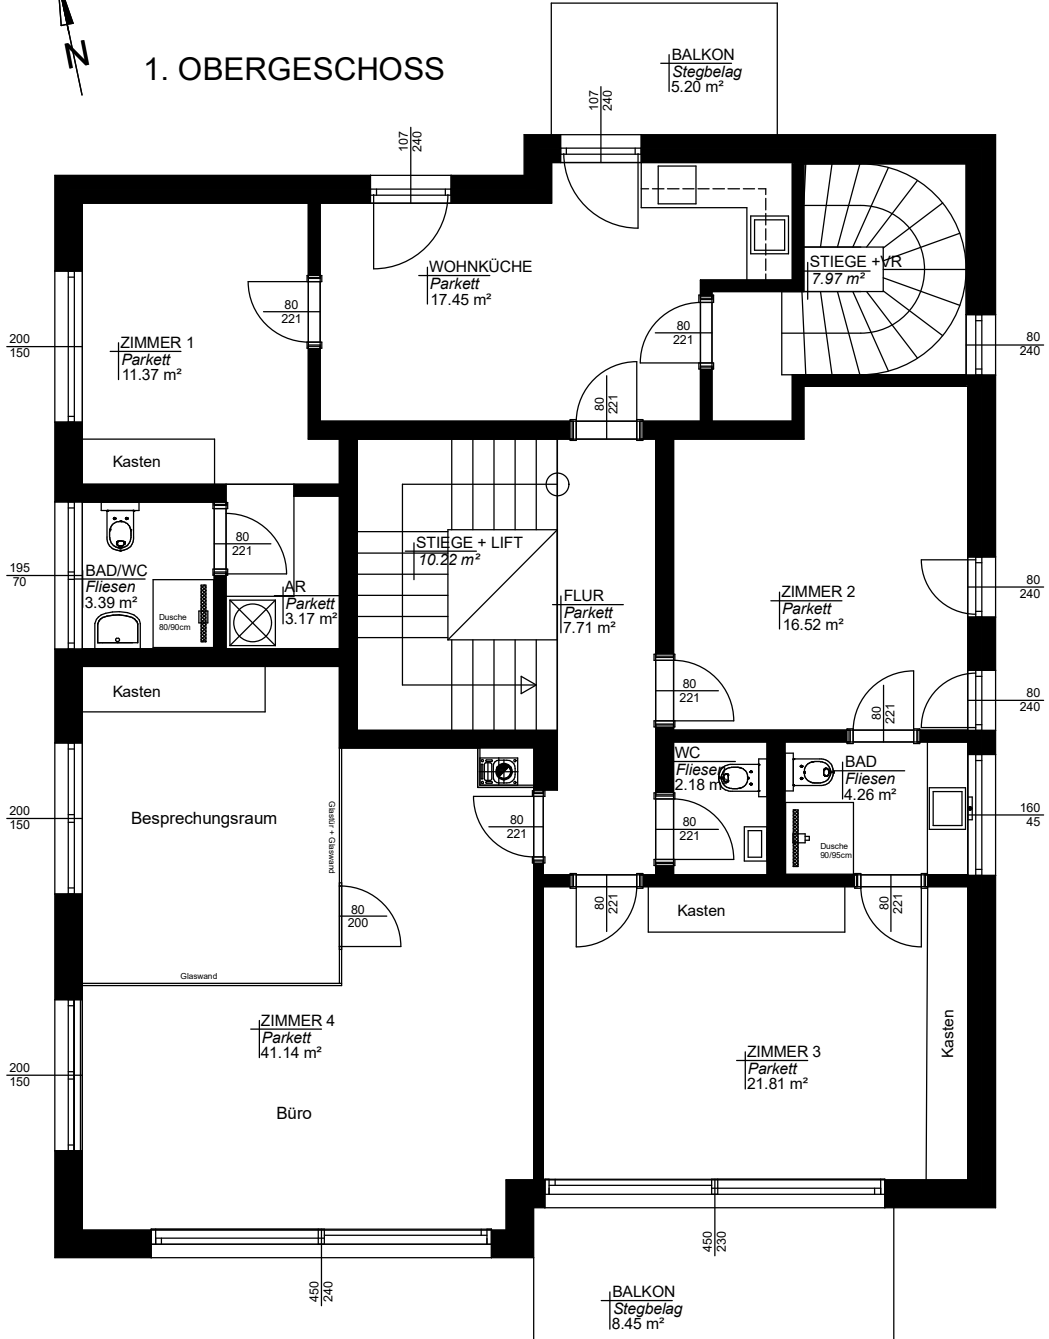 N
1. OBERGESCHOSS
BALKON
Stegbelag
5.20 m²
107
240
107
240
WOHNKÜCHE
Parkett
17.45 m²
STIEGE +VR
7.97 m²
80
221
80
221
80
221
200
150
ZIMMER 1
Parkett
11.37 m²
80
240
Kasten
80
221
STIEGE + LIFT
10.22 m²
195
70
BAD/WC
Fliesen
3.39 m²
Dusche
80/90cm
AR
Parkett
3.17 m²
FLUR
Parkett
7.71 m²
ZIMMER 2
Parkett
16.52 m²
80
240
80
240
Kasten
80
221
80
221
WC
Fliesen
2.18 m
BAD
Fliesen
4.26 m²
160
45
200
150
Besprechungsraum
Glastür + Glaswand
80
221
80
221
Dusche
90/95cm
80
200
80
221
Kasten
80
221
Glaswand
ZIMMER 4
Parkett
41.14 m²
Kasten
ZIMMER 3
Parkett
21.81 m²
200
150
Büro
450
240
450
230
BALKON
Stegbelag
8.45 m²